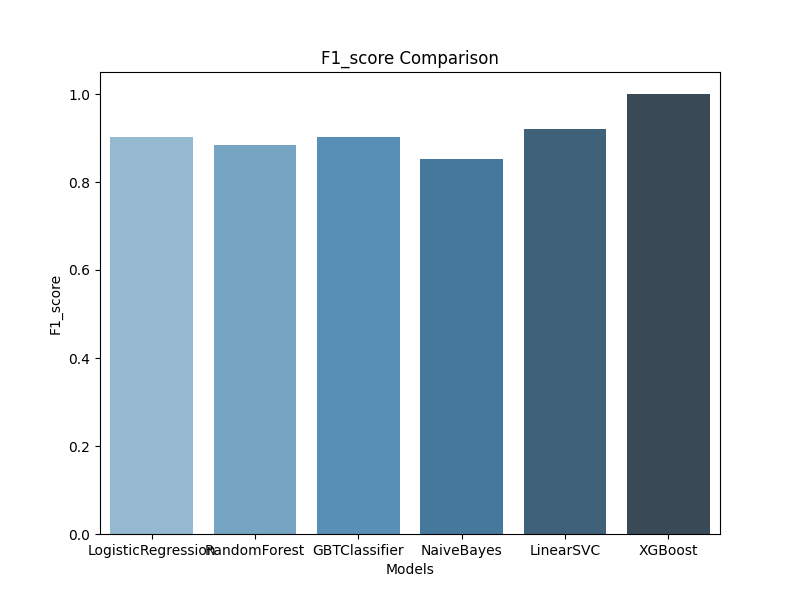 F1_score Comparison
F1_score
1.0
0.8
0.6
0.4
0.2
0.0
LogisticRegression RandomForest GBTClassifier NaiveBayes LinearSVC XGBoost
Models